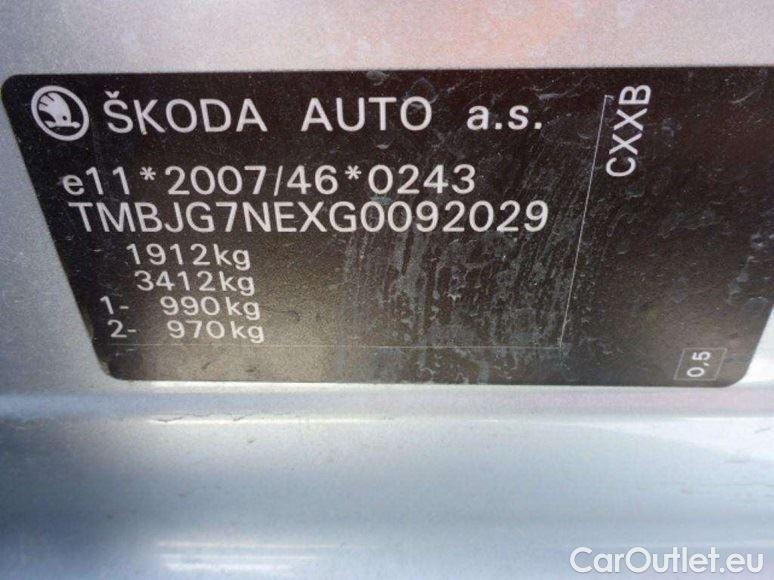 ŠKODA AUTO a.s.
e11*2007/46*0243
TMBJG7NEXG0092029
1912kg
3412kg
1- 990kg
2- 970kg
CXXB
0,5
CarOutlet.eu